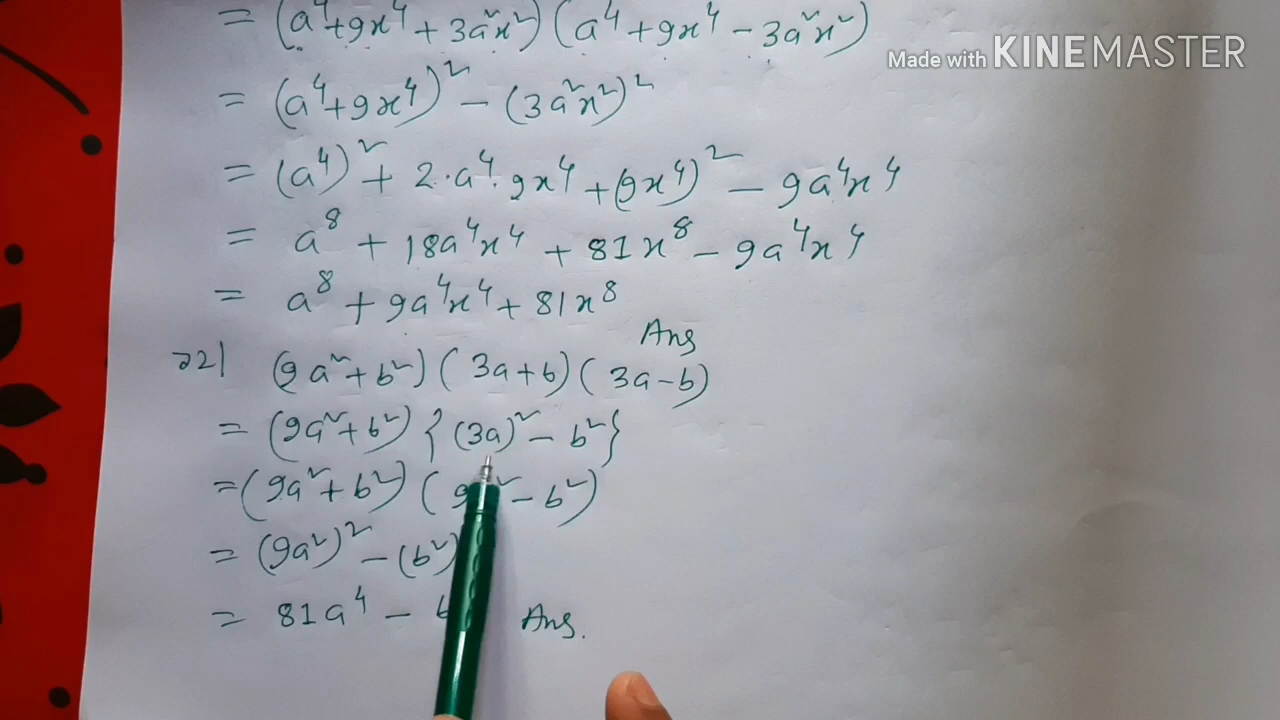 = (a⁴+9x⁴+3a²x²)(a⁴+9x⁴-3a²x²)
Made with KINEMASTER
= (a⁴+9x⁴)² - (3a²x²)²
= (a⁴)² + 2.a⁴.9x⁴ + (9x⁴)² - 9a⁴x⁴
= a⁸ + 18a⁴x⁴ + 81x⁸ - 9a⁴x⁴
= a⁸ + 9a⁴x⁴ + 81x⁸
Ans
22| (9a²+b²)(3a+b)(3a-b)
= (9a²+b²){(3a)²-b²}
= (9a²+b²)(9 ² - b²)
= (9a²)² - (b²)
= 81a⁴ - Ans.